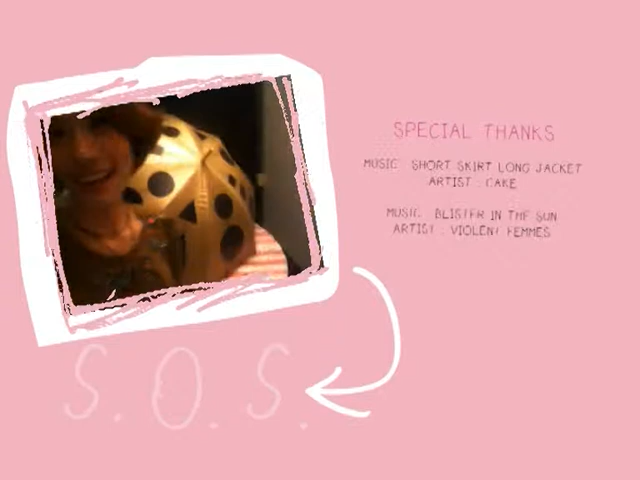 SPECIAL THANKS
MUSIC: SHORT SKIRT LONG JACKET
ARTIST : CAKE
MUSIC: BLISTER IN THE SUN
ARTIST : VIOLENT FEMMES
S.O.S.